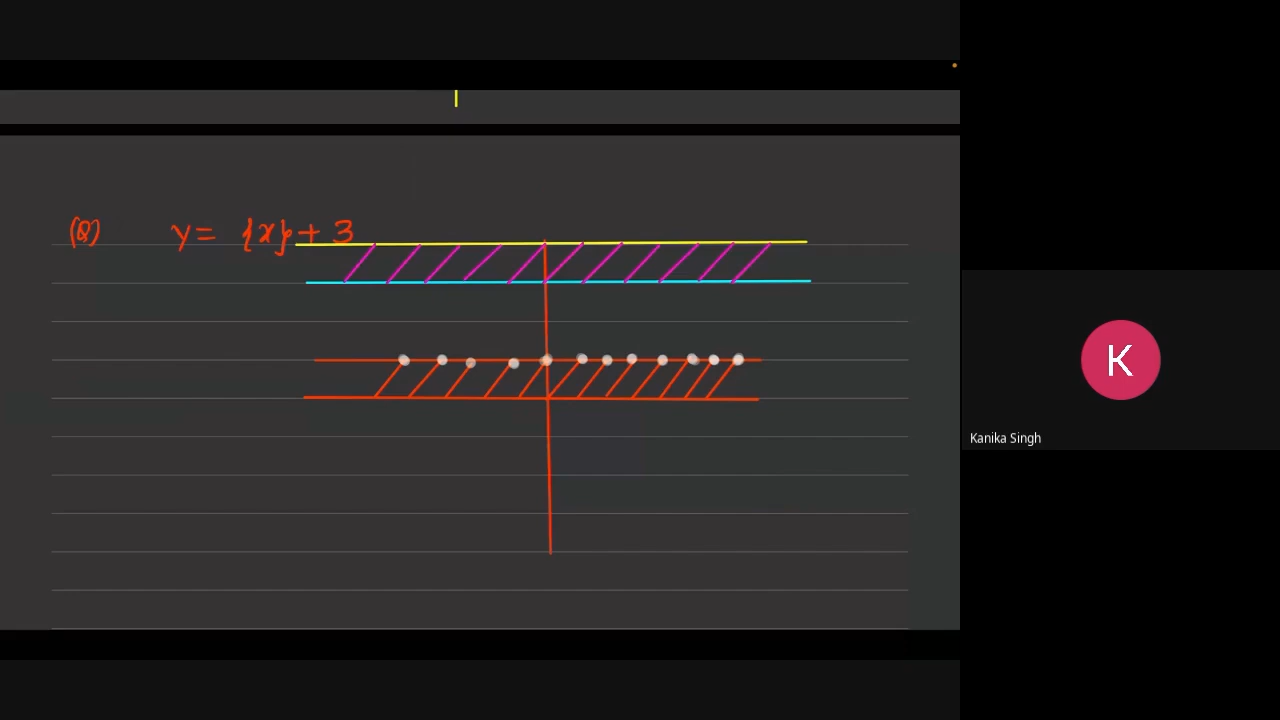 (Q) y = {x} + 3
K
Kanika Singh